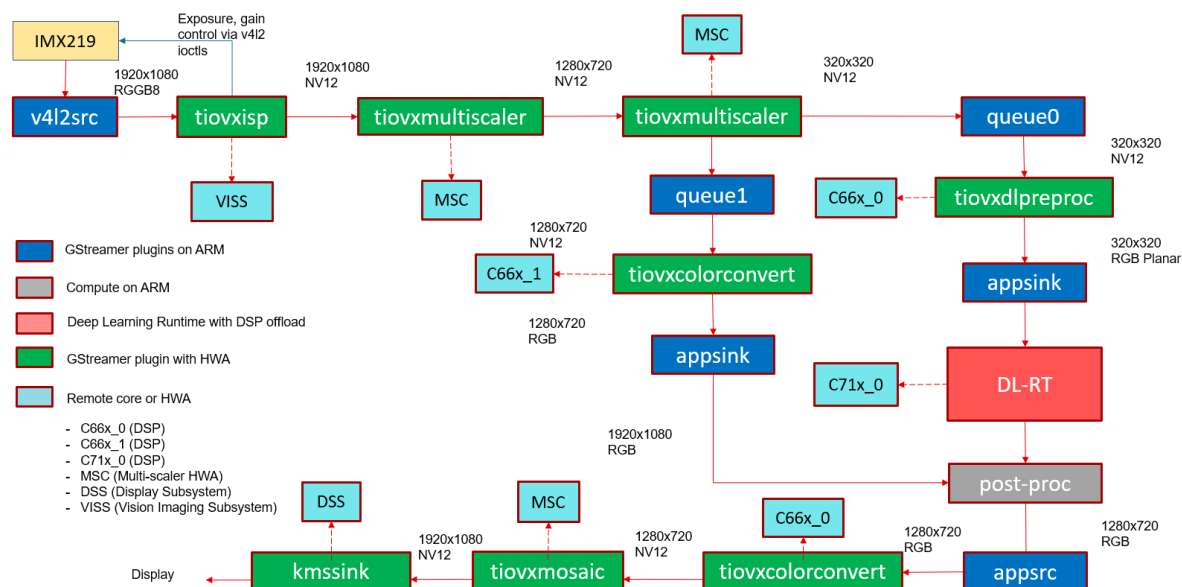 IMX219
Exposure, gain
control via v4l2
ioctls
MSC
1920x1080
RGGB8
1920x1080
NV12
1280x720
NV12
320x320
NV12
v4l2src
tiovxisp
tiovxmultiscaler
tiovxmultiscaler
queue0
320x320
NV12
VISS
MSC
queue1
C66x_0
tiovxdlpreproc
GStreamer plugins on ARM
1280x720
NV12
C66x_1
tiovxcolorconvert
320x320
RGB Planar
appsink
Compute on ARM
Deep Learning Runtime with DSP offload
1280x720
RGB
appsink
GStreamer plugin with HWA
C71x_0
DL-RT
Remote core or HWA
- C66x_0 (DSP)
- C66x_1 (DSP)
- C71x_0 (DSP)
- MSC (Multi-scaler HWA)
- DSS (Display Subsystem)
- VISS (Vision Imaging Subsystem)
1920x1080
RGB
post-proc
DSS
MSC
C66x_0
1280x720
RGB
1920x1080
NV12
1280x720
NV12
1280x720
RGB
Display
kmssink
tiovxmosaic
tiovxcolorconvert
appsrc